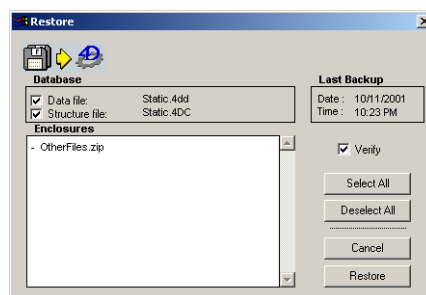 Restore
4D
Database
Data file: Static.4dd
Structure file: Static.4DC
Last Backup
Date : 10/11/2001
Time : 10:23 PM
Enclosures
- OtherFiles.zip
Verify
Select All
Deselect All
Cancel
Restore